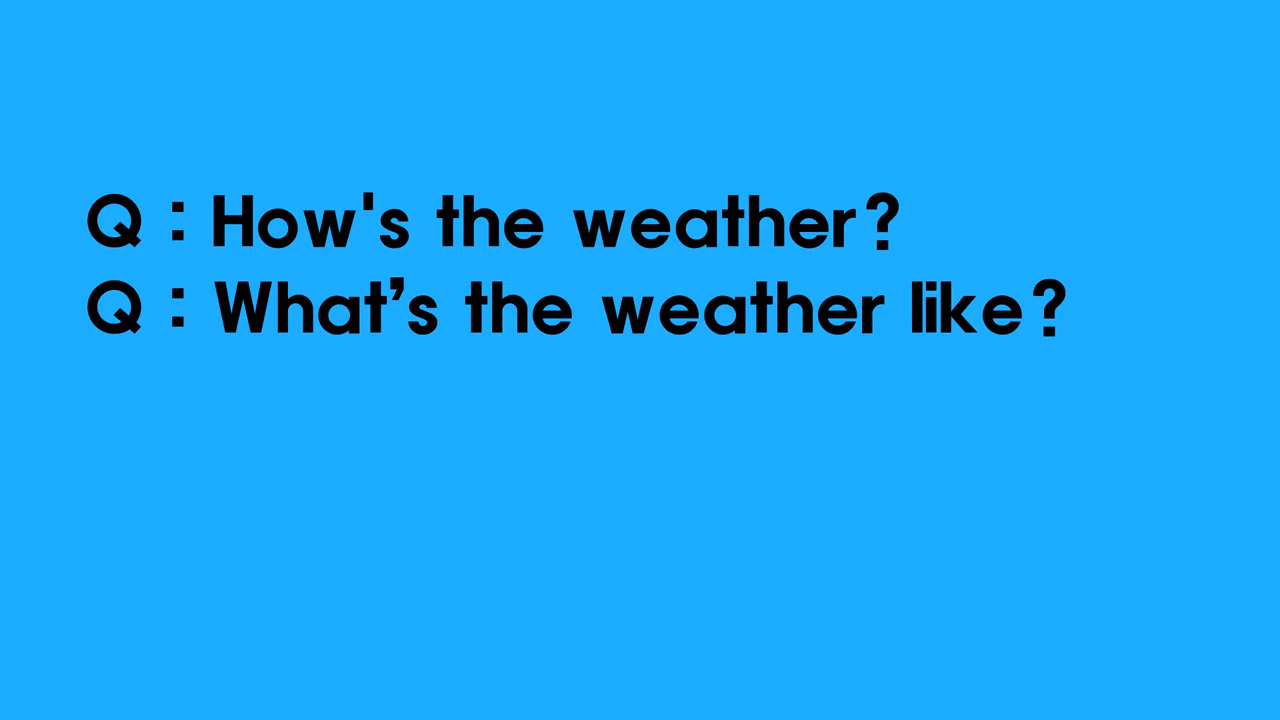 Q : How's the weather?
Q : What’s the weather like?